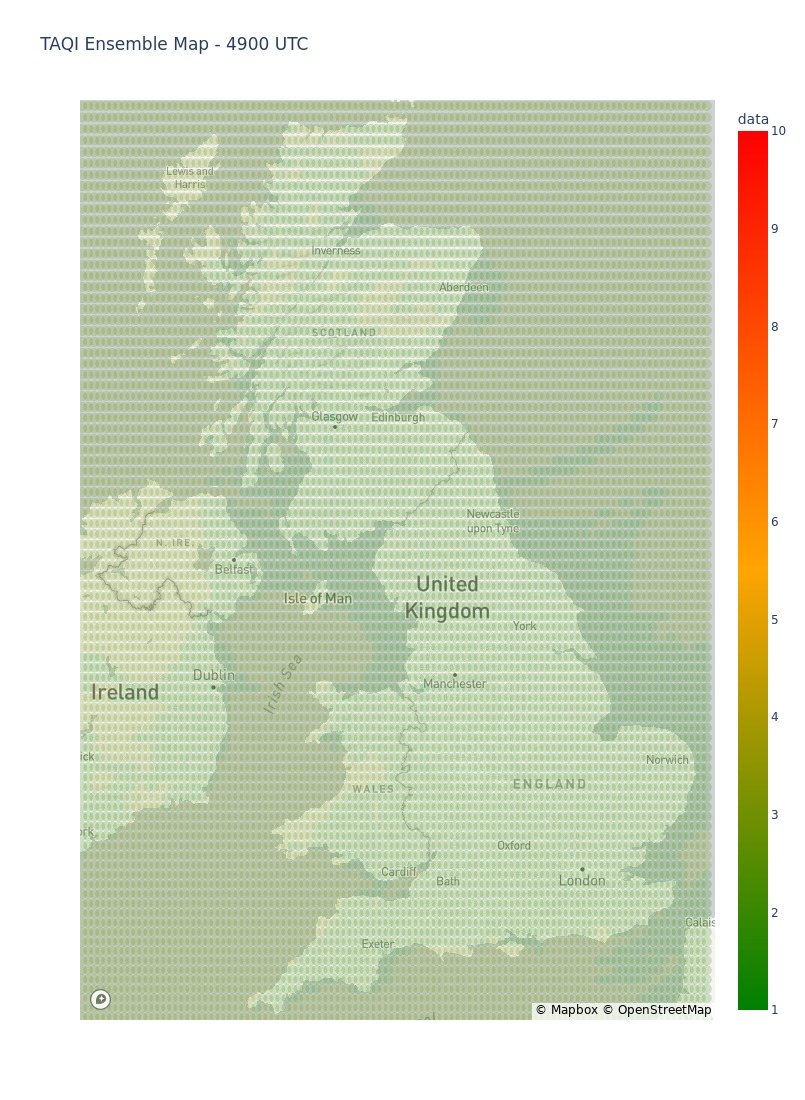 TAQI Ensemble Map - 4900 UTC
data
10
9
8
7
6
5
4
3
2
1
Lewis and
Harris
Inverness
Aberdeen
SCOTLAND
Glasgow
Edinburgh
Newcastle
upon Tyne
N. IRE.
Belfast
Isle of Man
United
Kingdom
York
Dublin
Manchester
Ireland
Irish Sea
ick
Norwich
WALES
ENGLAND
ork
Oxford
Cardiff
Bath
London
Calais
Exeter
© Mapbox © OpenStreetMap